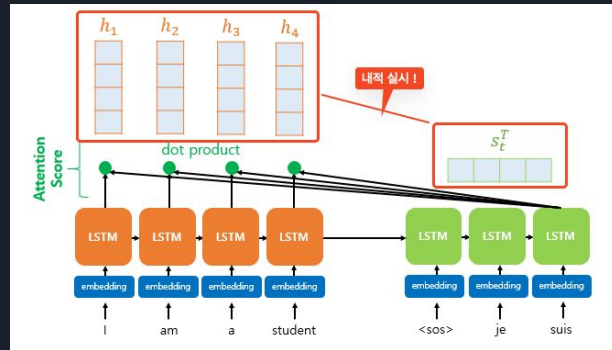 h₁ h₂ h₃ h₄
내적 실시 !
sₜᵀ
dot product
Attention
Score
LSTM LSTM LSTM LSTM LSTM LSTM LSTM
embedding embedding embedding embedding embedding embedding embedding
I am a student <sos> je suis